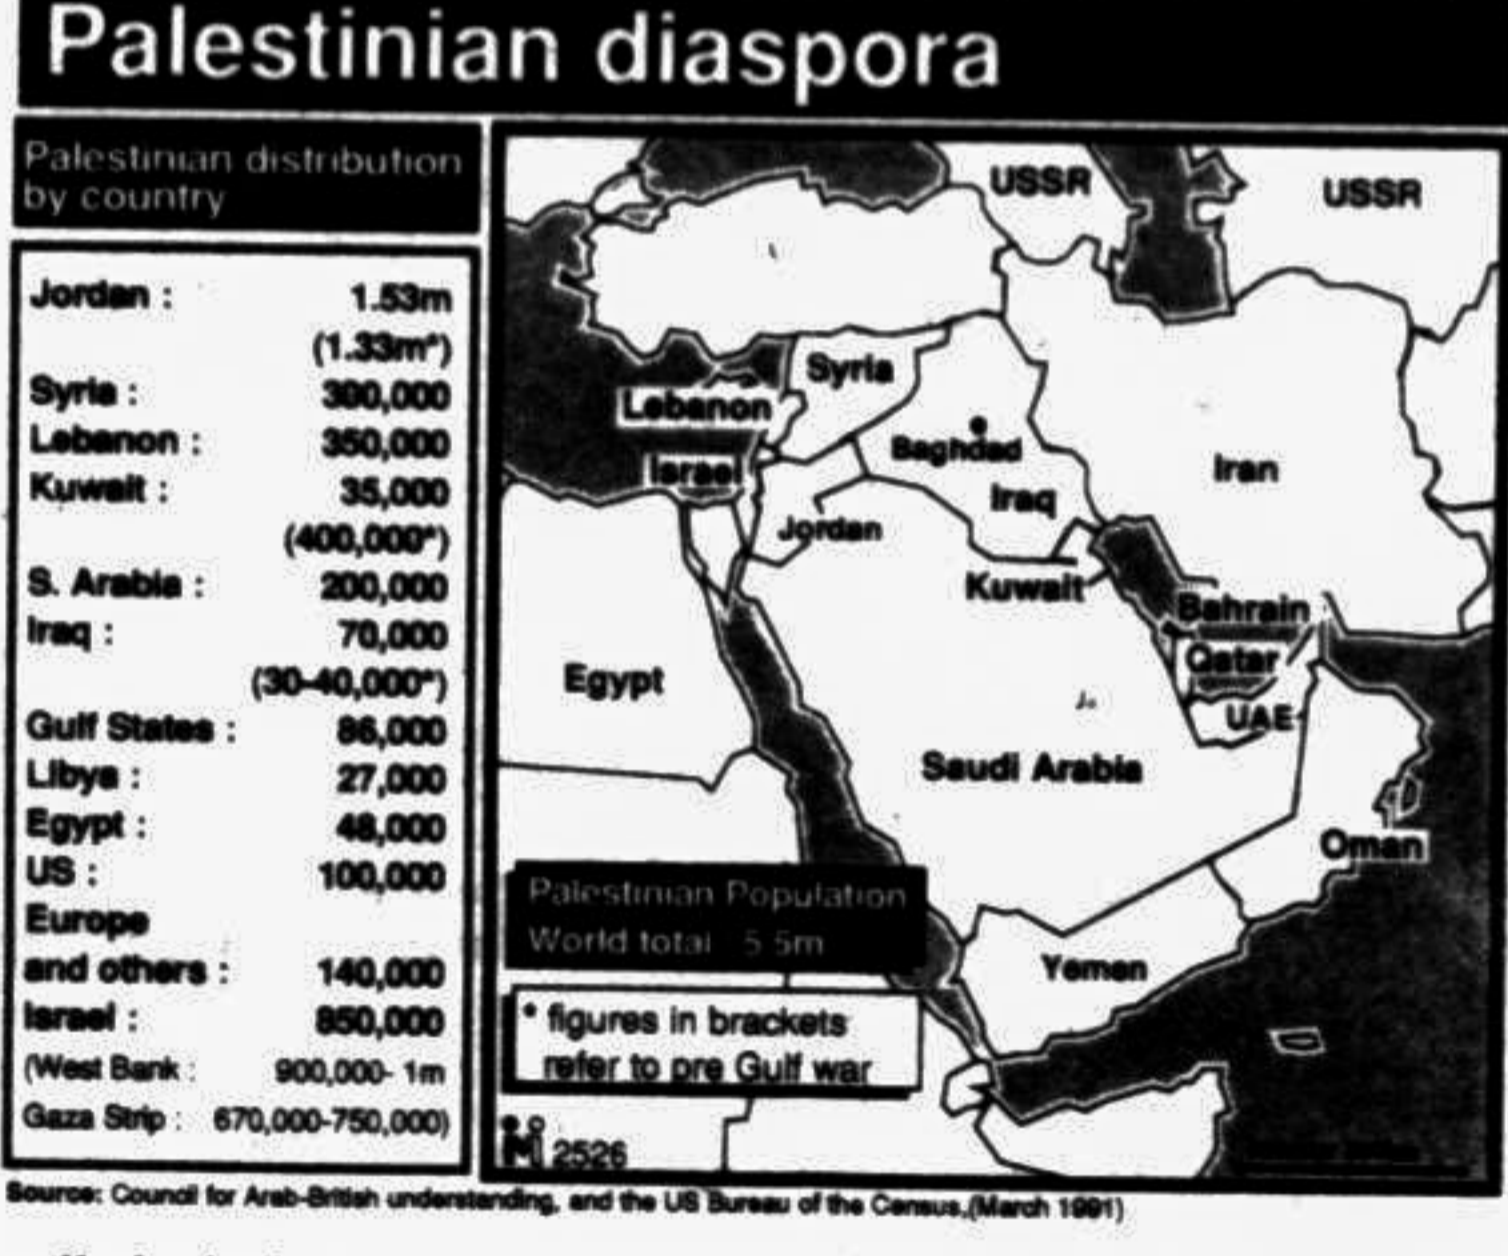 Palestinian diaspora
Palestinian distribution
by country
Jordan : 1.53m
(1.33m*)
Syria : 300,000
Lebanon : 350,000
Kuwait : 35,000
(400,000*)
S. Arabia : 200,000
Iraq : 70,000
(30-40,000*)
Gulf States : 86,000
Libya : 27,000
Egypt : 48,000
US : 100,000
Europe
and others : 140,000
Israel : 850,000
(West Bank : 900,000- 1m
Gaza Strip : 670,000-750,000)
USSR
USSR
Syria
Lebanon
Baghdad
Israel
Iran
Iraq
Jordan
Kuwait
Bahrain
Qatar
Egypt
UAE
Saudi Arabia
Oman
Yemen
Palestinian Population
World total 5.5m
* figures in brackets
refer to pre Gulf war
2526
Source: Council for Arab-British understanding, and the US Bureau of the Census,(March 1991)